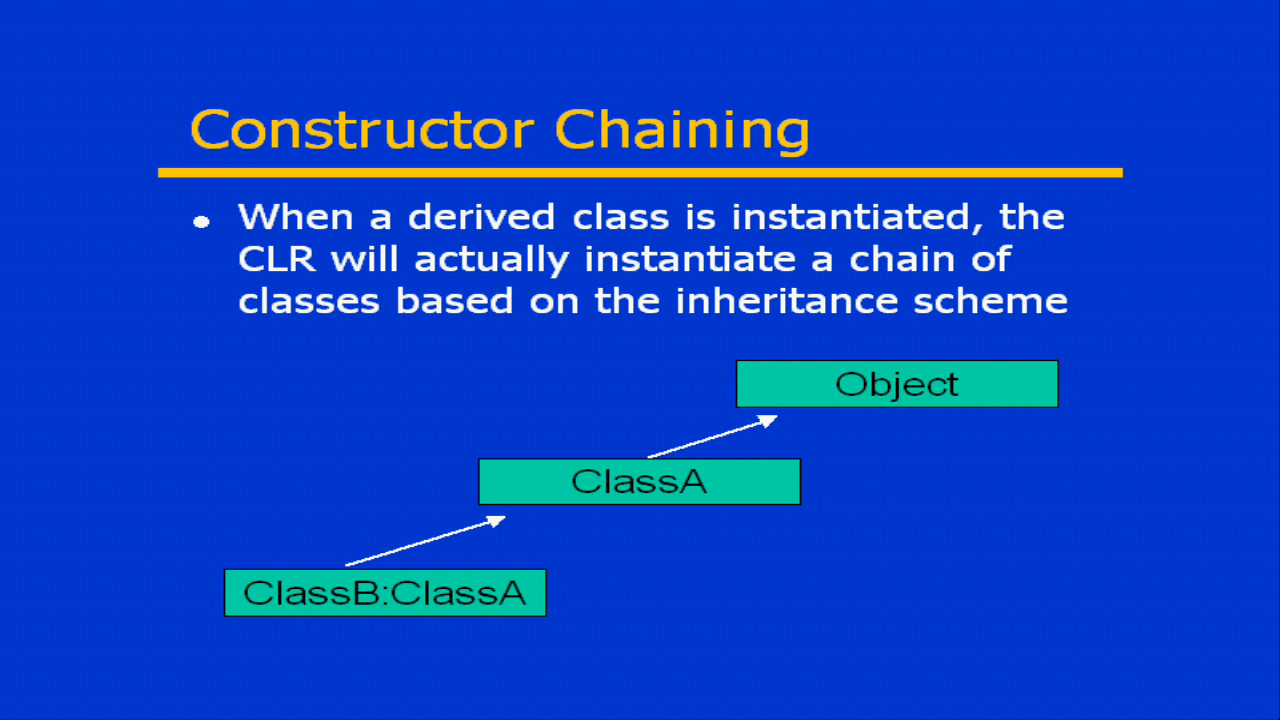 Constructor Chaining
• When a derived class is instantiated, the
CLR will actually instantiate a chain of
classes based on the inheritance scheme
Object
ClassA
ClassB:ClassA